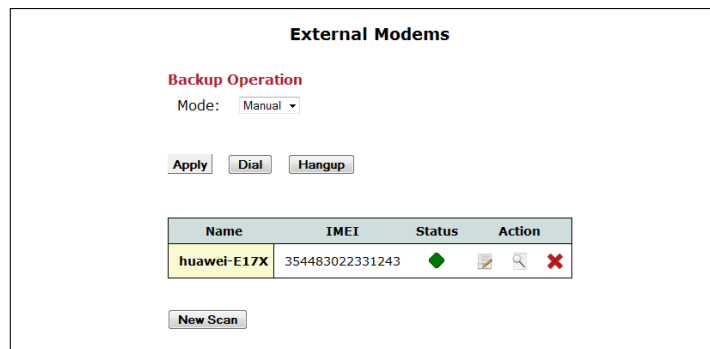 External Modems
Backup Operation
Mode: Manual
Apply Dial Hangup
Name IMEI Status Action
huawei-E17X 354483022331243
New Scan